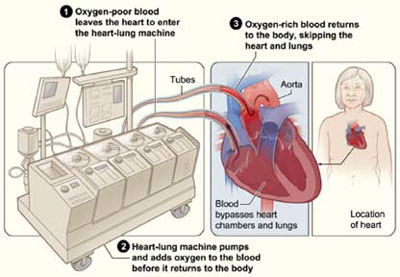 1 Oxygen-poor blood
leaves the heart to enter
the heart-lung machine
3 Oxygen-rich blood returns
to the body, skipping the
heart and lungs
Tubes
Aorta
Blood
bypasses heart
chambers and lungs
Location
of heart
2 Heart-lung machine pumps
and adds oxygen to the blood
before it returns to the body